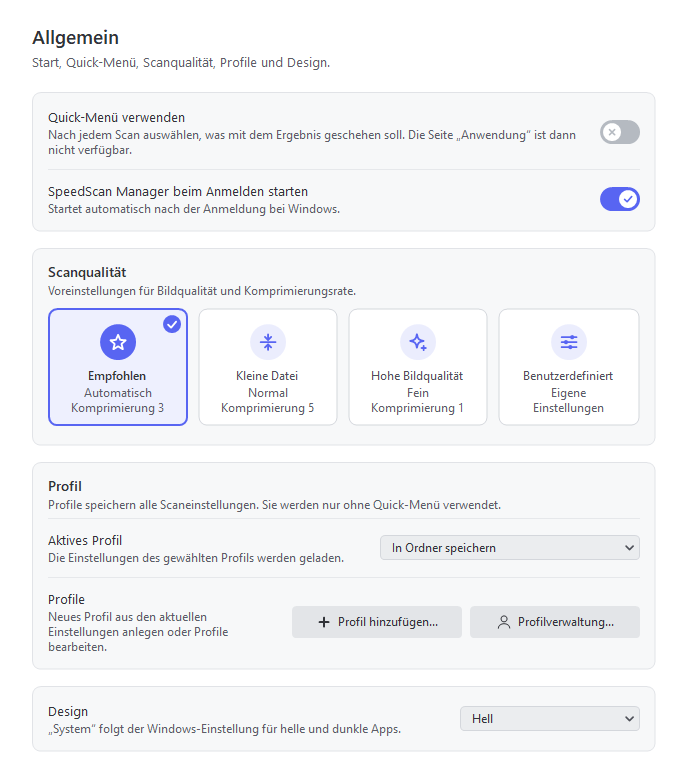 Allgemein
Start, Quick-Menü, Scanqualität, Profile und Design.
Quick-Menü verwenden
Nach jedem Scan auswählen, was mit dem Ergebnis geschehen soll. Die Seite „Anwendung“ ist dann
nicht verfügbar.
SpeedScan Manager beim Anmelden starten
Startet automatisch nach der Anmeldung bei Windows.
Scanqualität
Voreinstellungen für Bildqualität und Komprimierungsrate.
Empfohlen
Automatisch
Komprimierung 3
Kleine Datei
Normal
Komprimierung 5
Hohe Bildqualität
Fein
Komprimierung 1
Benutzerdefiniert
Eigene
Einstellungen
Profil
Profile speichern alle Scaneinstellungen. Sie werden nur ohne Quick-Menü verwendet.
Aktives Profil
Die Einstellungen des gewählten Profils werden geladen.
In Ordner speichern
Profile
Neues Profil aus den aktuellen
Einstellungen anlegen oder Profile
bearbeiten.
Profil hinzufügen...
Profilverwaltung...
Design
„System“ folgt der Windows-Einstellung für helle und dunkle Apps.
Hell